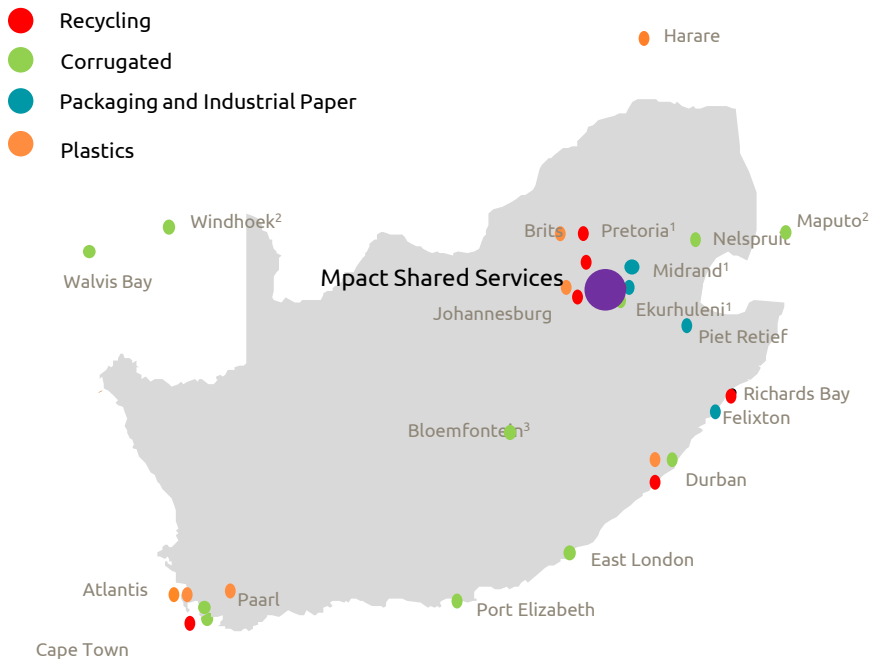 Recycling
Corrugated
Packaging and Industrial Paper
Plastics
Harare
Windhoek²
Maputo²
Brits
Pretoria¹
Nelspruit
Walvis Bay
Mpact Shared Services
Midrand¹
Johannesburg
Ekurhuleni¹
Piet Retief
Richards Bay
Felixton
Bloemfontein³
Durban
East London
Atlantis
Paarl
Port Elizabeth
Cape Town